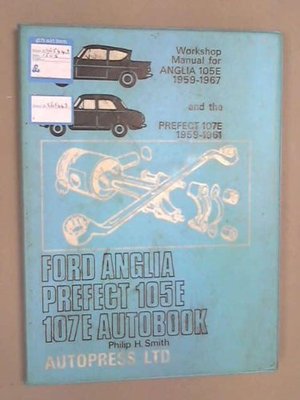 Workshop
Manual for
ANGLIA 105E
1959-1967
and the
PREFECT 107E
1959-1961
FORD ANGLIA
PREFECT 105E
107E AUTOBOOK
Philip H. Smith
AUTOPRESS LTD